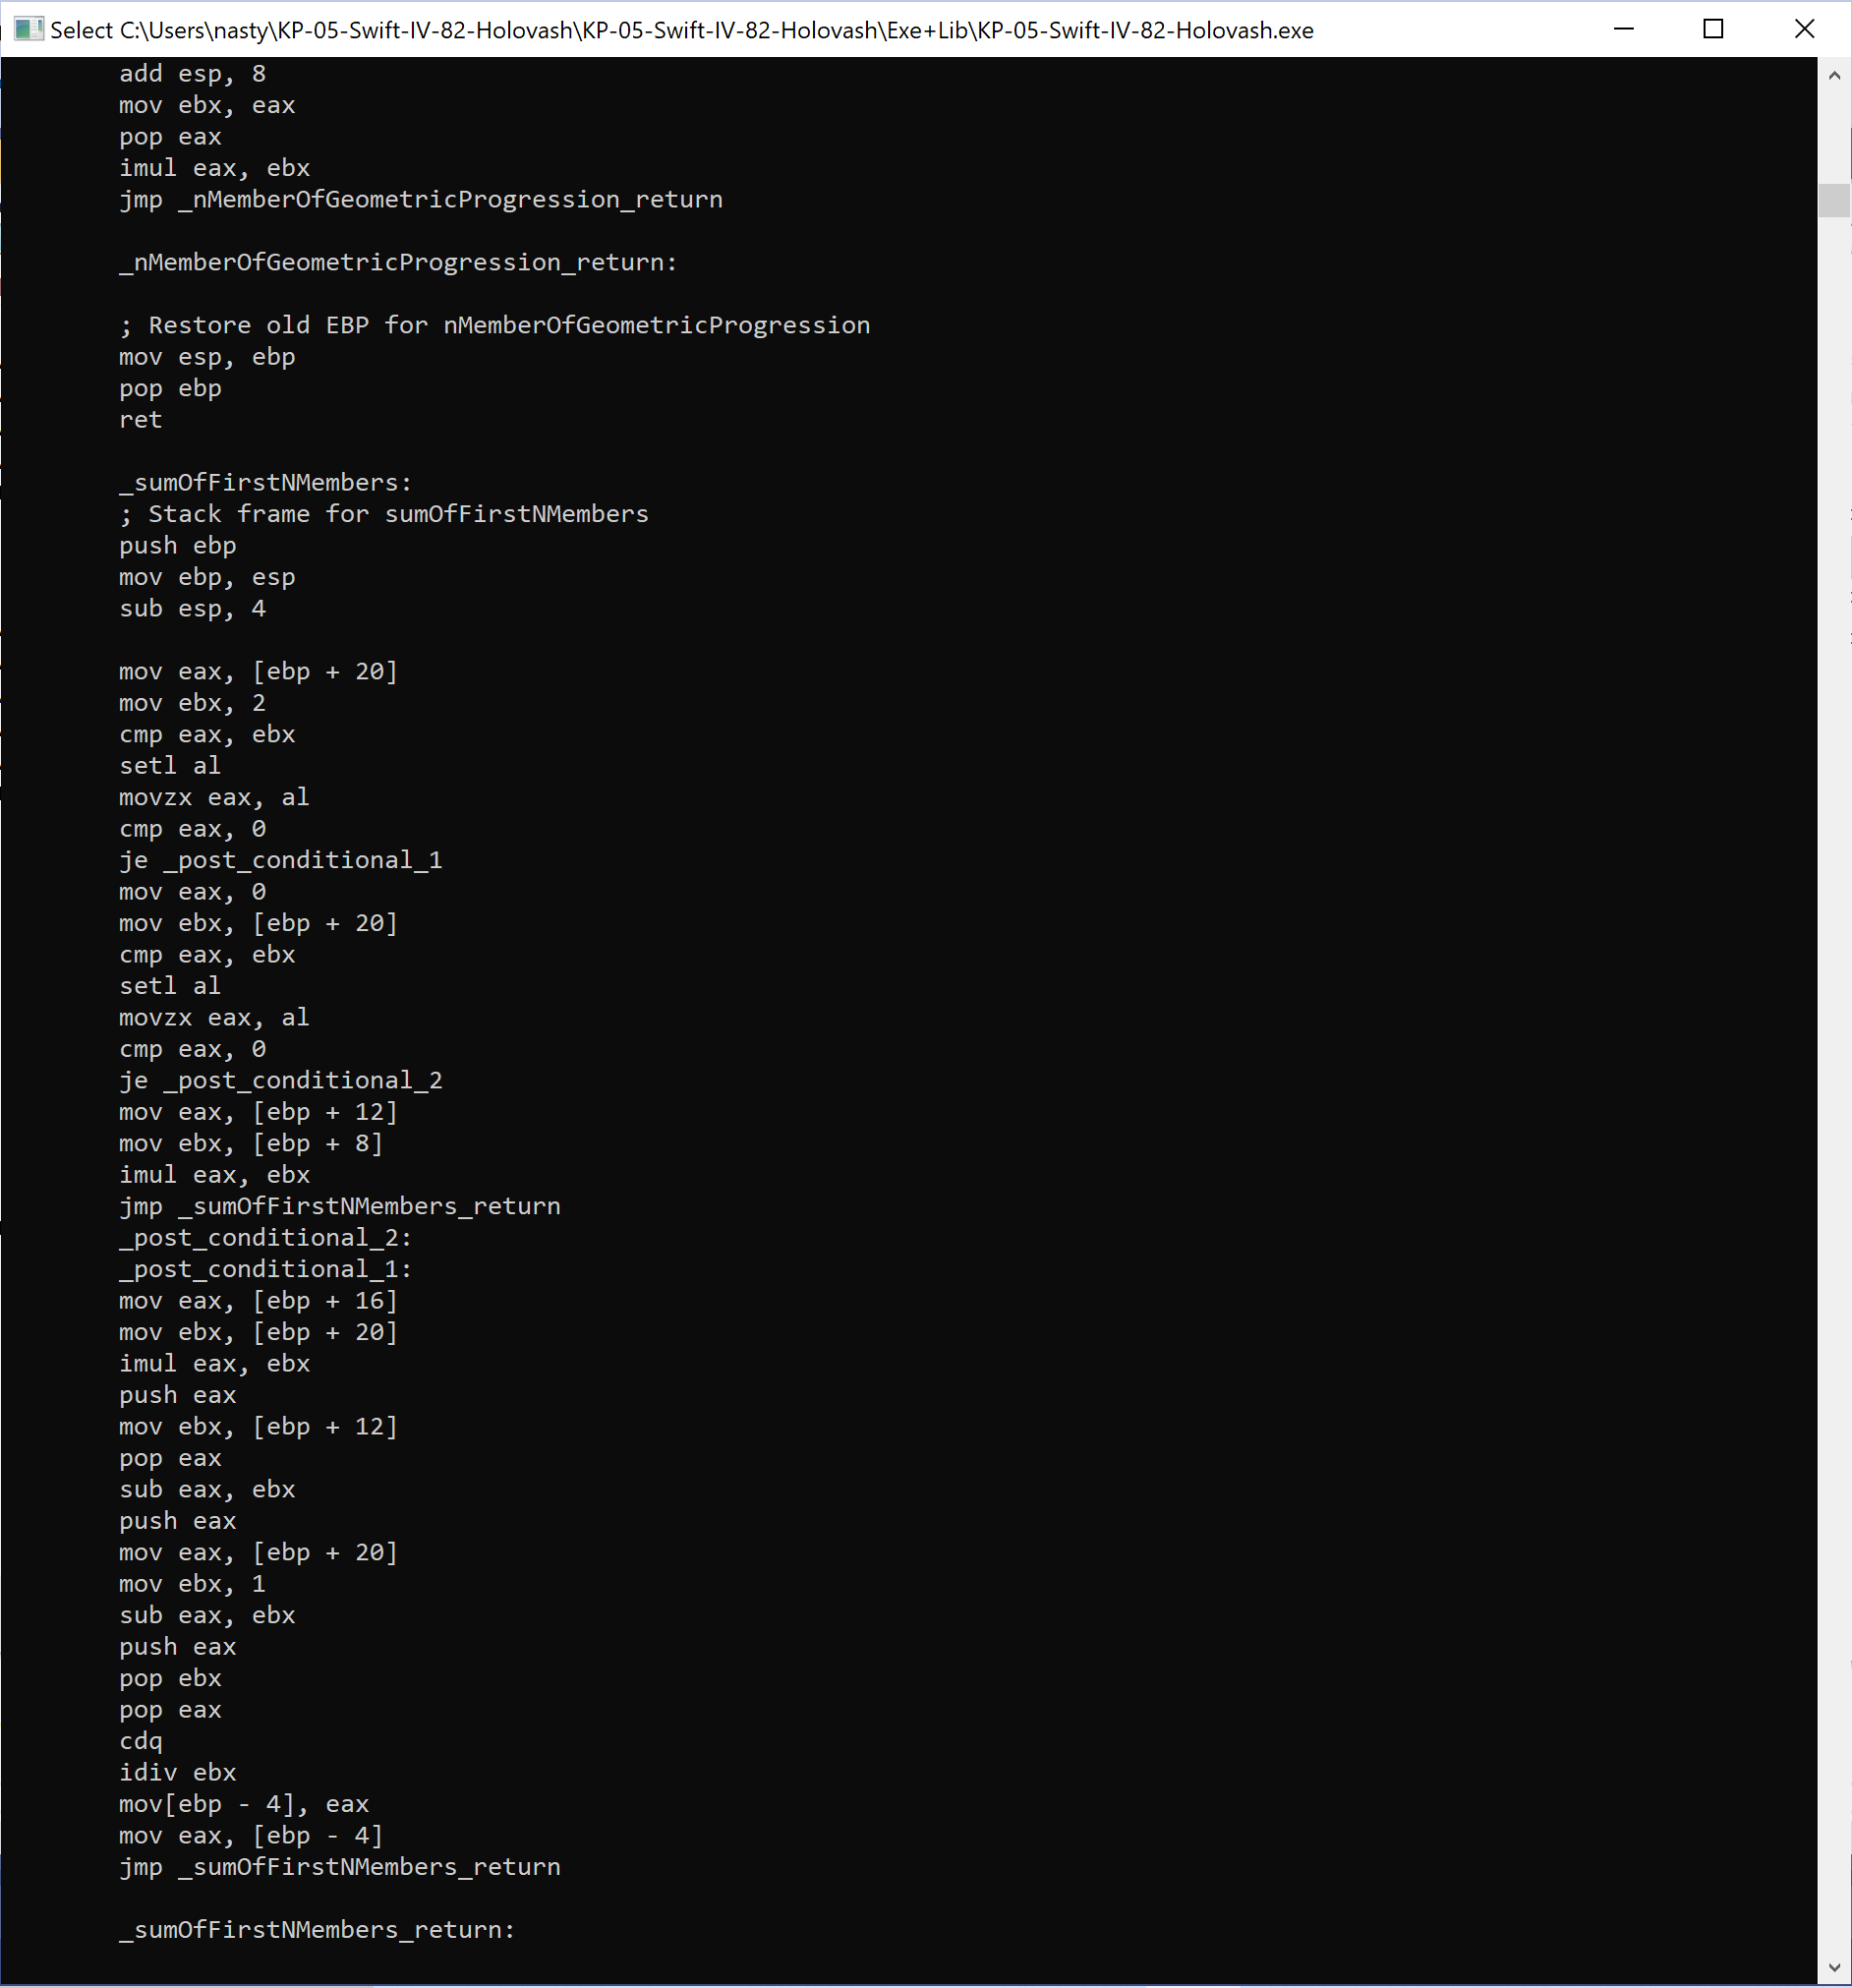 Select C:\Users\nasty\KP-05-Swift-IV-82-Holovash\KP-05-Swift-IV-82-Holovash\Exe+Lib\KP-05-Swift-IV-82-Holovash.exe
add esp, 8
mov ebx, eax
pop eax
imul eax, ebx
jmp _nMemberOfGeometricProgression_return
_nMemberOfGeometricProgression_return:
; Restore old EBP for nMemberOfGeometricProgression
mov esp, ebp
pop ebp
ret
_sumOfFirstNMembers:
; Stack frame for sumOfFirstNMembers
push ebp
mov ebp, esp
sub esp, 4
mov eax, [ebp + 20]
mov ebx, 2
cmp eax, ebx
setl al
movzx eax, al
cmp eax, 0
je _post_conditional_1
mov eax, 0
mov ebx, [ebp + 20]
cmp eax, ebx
setl al
movzx eax, al
cmp eax, 0
je _post_conditional_2
mov eax, [ebp + 12]
mov ebx, [ebp + 8]
imul eax, ebx
jmp _sumOfFirstNMembers_return
_post_conditional_2:
_post_conditional_1:
mov eax, [ebp + 16]
mov ebx, [ebp + 20]
imul eax, ebx
push eax
mov ebx, [ebp + 12]
pop eax
sub eax, ebx
push eax
mov eax, [ebp + 20]
mov ebx, 1
sub eax, ebx
push eax
pop ebx
pop eax
cdq
idiv ebx
mov[ebp - 4], eax
mov eax, [ebp - 4]
jmp _sumOfFirstNMembers_return
_sumOfFirstNMembers_return: